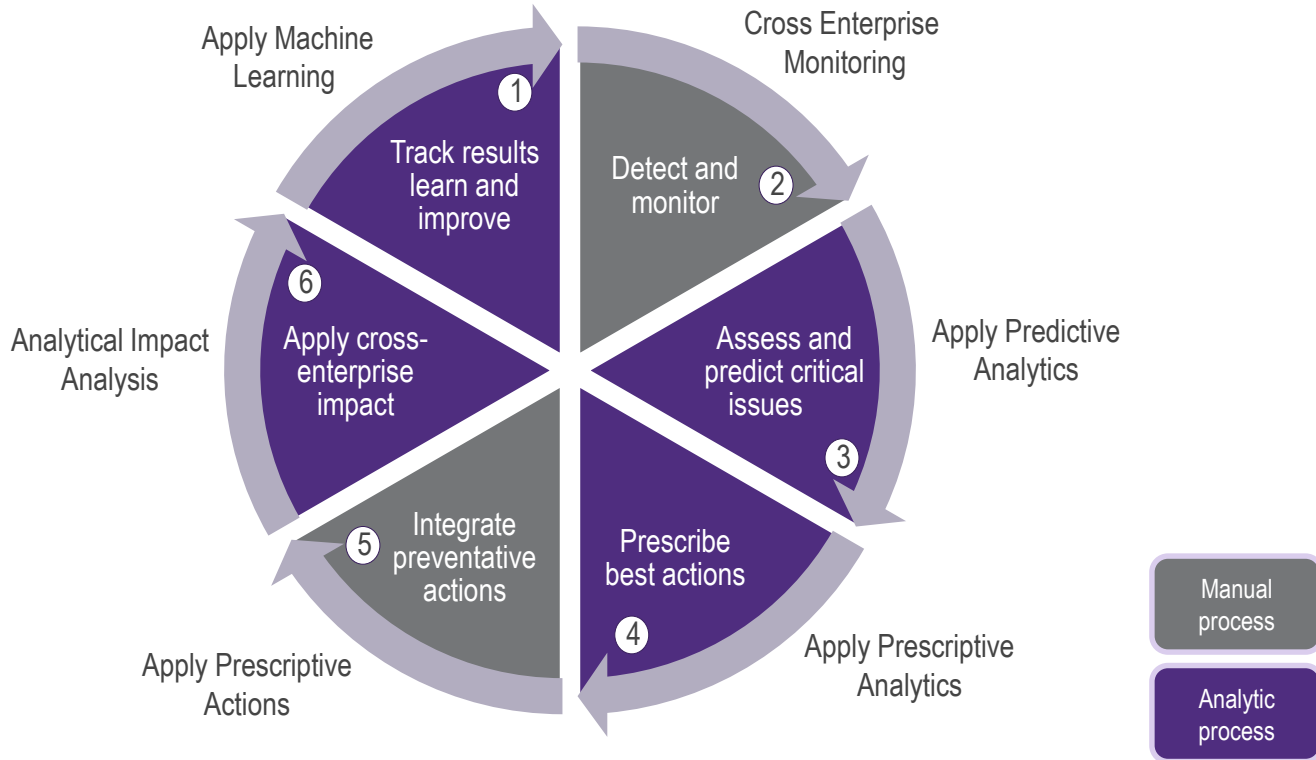 Apply Machine
Learning
Cross Enterprise
Monitoring
1
Track results
learn and
improve
Detect and
monitor
2
Assess and
predict critical
issues
3
Apply Predictive
Analytics
Prescribe
best actions
4
Apply Prescriptive
Analytics
5
Integrate
preventative
actions
Apply Prescriptive
Actions
6
Apply cross-
enterprise
impact
Analytical Impact
Analysis
Manual
process
Analytic
process